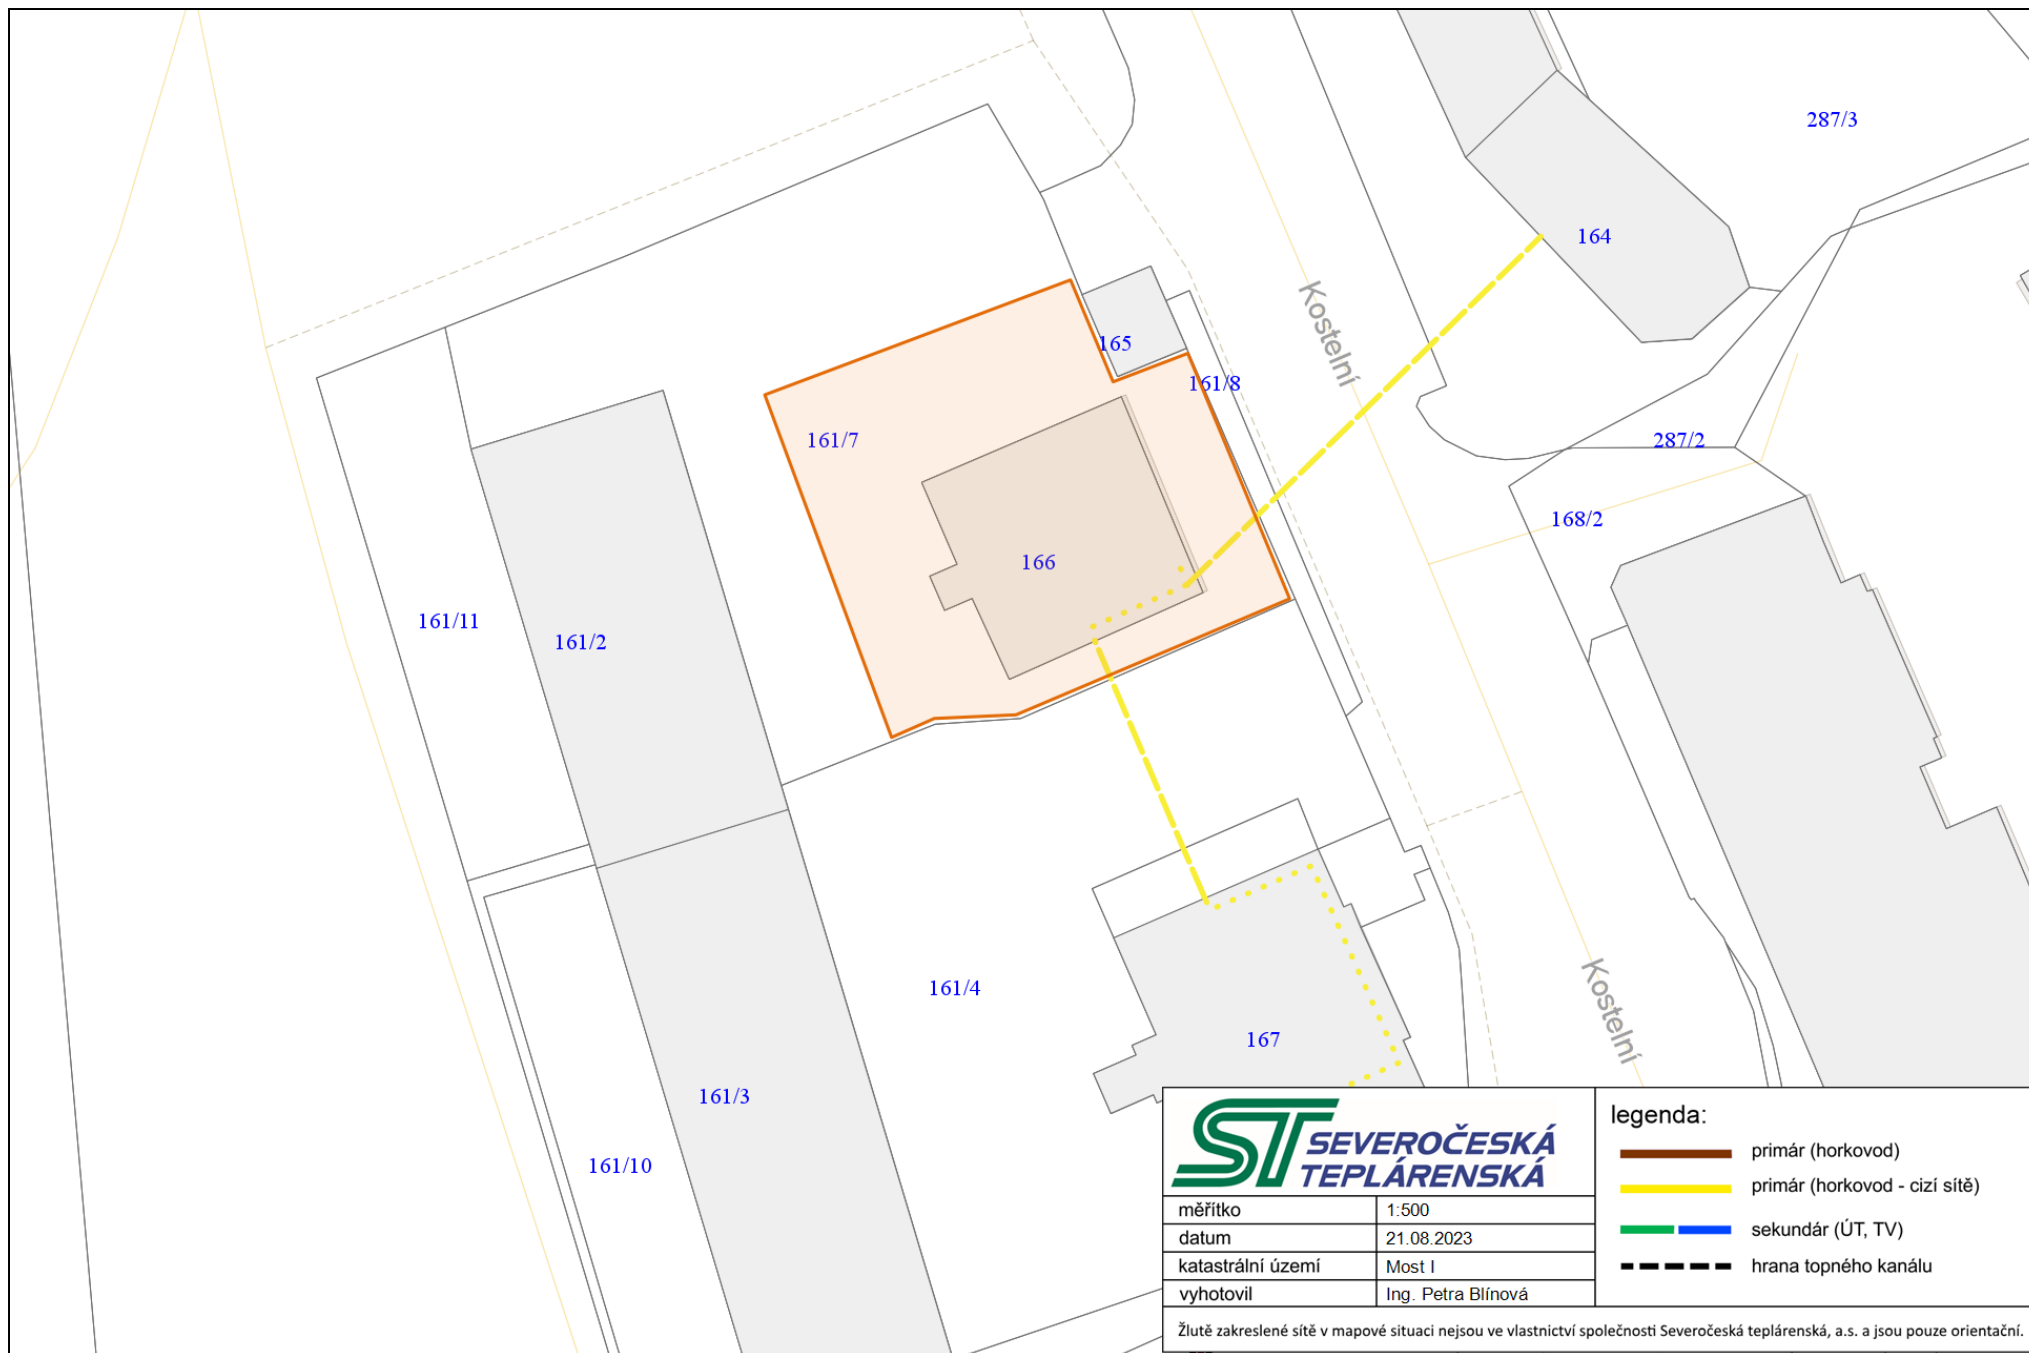 287/3
164
Kostelní
165
161/8
161/7
287/2
168/2
166
161/11
161/2
161/4
Kostelní
167
161/3
161/10
ST SEVEROČESKÁ
TEPLÁRENSKÁ
měřítko 1:500
datum 21.08.2023
katastrální území Most I
vyhotovil Ing. Petra Blínová
legenda:
primár (horkovod)
primár (horkovod - cizí sítě)
sekundár (ÚT, TV)
hrana topného kanálu
Žlutě zakreslené sítě v mapové situaci nejsou ve vlastnictví společnosti Severočeská teplárenská, a.s. a jsou pouze orientační.